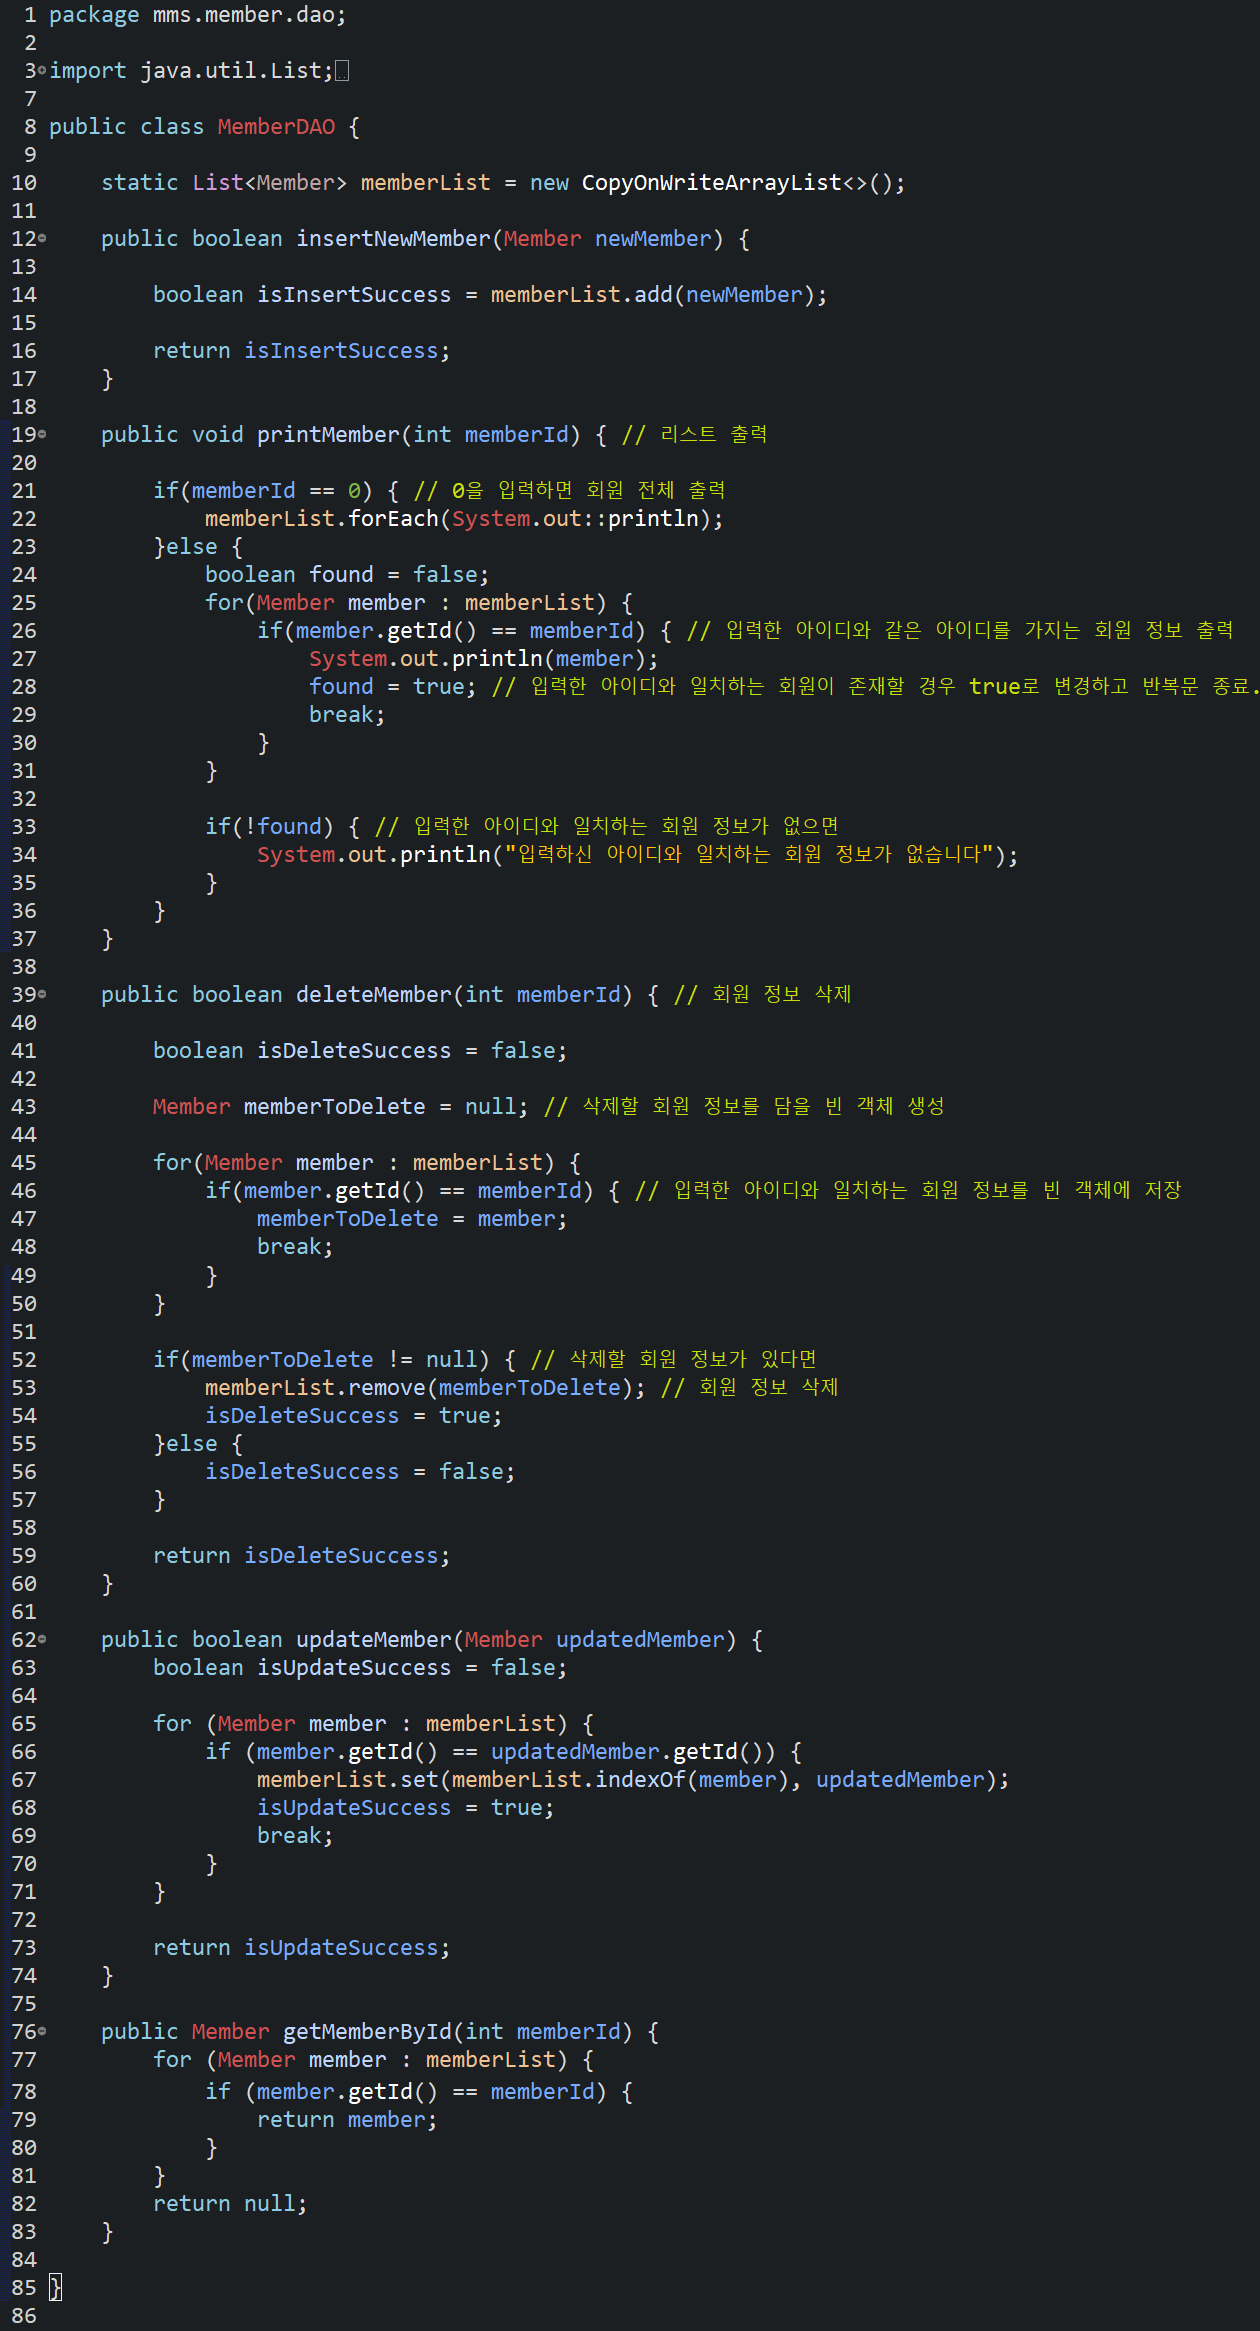 1 package mms.member.dao;
2
3 import java.util.List;
7
8 public class MemberDAO {
9
10     static List<Member> memberList = new CopyOnWriteArrayList<>();
11
12     public boolean insertNewMember(Member newMember) {
13
14         boolean isInsertSuccess = memberList.add(newMember);
15
16         return isInsertSuccess;
17     }
18
19     public void printMember(int memberId) { // 리스트 출력
20
21         if(memberId == 0) { // 0을 입력하면 회원 전체 출력
22             memberList.forEach(System.out::println);
23         }else {
24             boolean found = false;
25             for(Member member : memberList) {
26                 if(member.getId() == memberId) { // 입력한 아이디와 같은 아이디를 가지는 회원 정보 출력
27                     System.out.println(member);
28                     found = true; // 입력한 아이디와 일치하는 회원이 존재할 경우 true로 변경하고 반복문 종료.
29                     break;
30                 }
31             }
32
33             if(!found) { // 입력한 아이디와 일치하는 회원 정보가 없으면
34                 System.out.println("입력하신 아이디와 일치하는 회원 정보가 없습니다");
35             }
36         }
37     }
38
39     public boolean deleteMember(int memberId) { // 회원 정보 삭제
40
41         boolean isDeleteSuccess = false;
42
43         Member memberToDelete = null; // 삭제할 회원 정보를 담을 빈 객체 생성
44
45         for(Member member : memberList) {
46             if(member.getId() == memberId) { // 입력한 아이디와 일치하는 회원 정보를 빈 객체에 저장
47                 memberToDelete = member;
48                 break;
49             }
50         }
51
52         if(memberToDelete != null) { // 삭제할 회원 정보가 있다면
53             memberList.remove(memberToDelete); // 회원 정보 삭제
54             isDeleteSuccess = true;
55         }else {
56             isDeleteSuccess = false;
57         }
58
59         return isDeleteSuccess;
60     }
61
62     public boolean updateMember(Member updatedMember) {
63         boolean isUpdateSuccess = false;
64
65         for (Member member : memberList) {
66             if (member.getId() == updatedMember.getId()) {
67                 memberList.set(memberList.indexOf(member), updatedMember);
68                 isUpdateSuccess = true;
69                 break;
70             }
71         }
72
73         return isUpdateSuccess;
74     }
75
76     public Member getMemberById(int memberId) {
77         for (Member member : memberList) {
78             if (member.getId() == memberId) {
79                 return member;
80             }
81         }
82         return null;
83     }
84
85 }
86